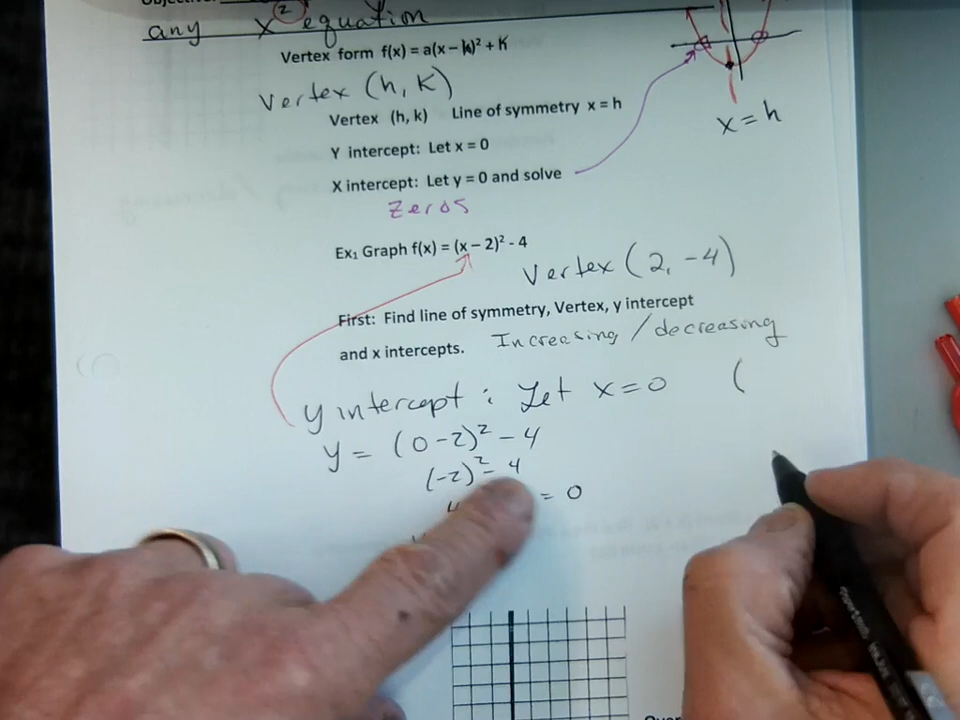 any x² equation
Vertex form f(x) = a(x – h)² + K
Vertex (h, K)
Vertex (h, k) Line of symmetry x = h
x = h
Y intercept: Let x = 0
X intercept: Let y = 0 and solve
Zeros
Ex₁ Graph f(x) = (x – 2)² - 4
Vertex (2, -4)
First: Find line of symmetry, Vertex, y intercept
and x intercepts. Increasing / decreasing
y intercept : Let x = 0 (
y = (0-2)² - 4
(-2)² - 4
= 0